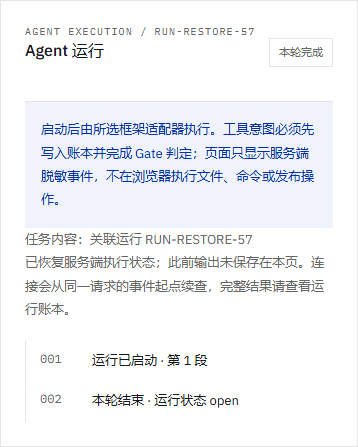 AGENT EXECUTION / RUN-RESTORE-57
Agent 运行
本轮完成
启动后由所选框架适配器执行。工具意图必须先
写入账本并完成 Gate 判定；页面只显示服务端
脱敏事件，不在浏览器执行文件、命令或发布操
作。
任务内容：关联运行 RUN-RESTORE-57
已恢复服务端执行状态；此前输出未保存在本页。连
接会从同一请求的事件起点续查，完整结果请查看运
行账本。
001 运行已启动 · 第 1 段
002 本轮结束 · 运行状态 open